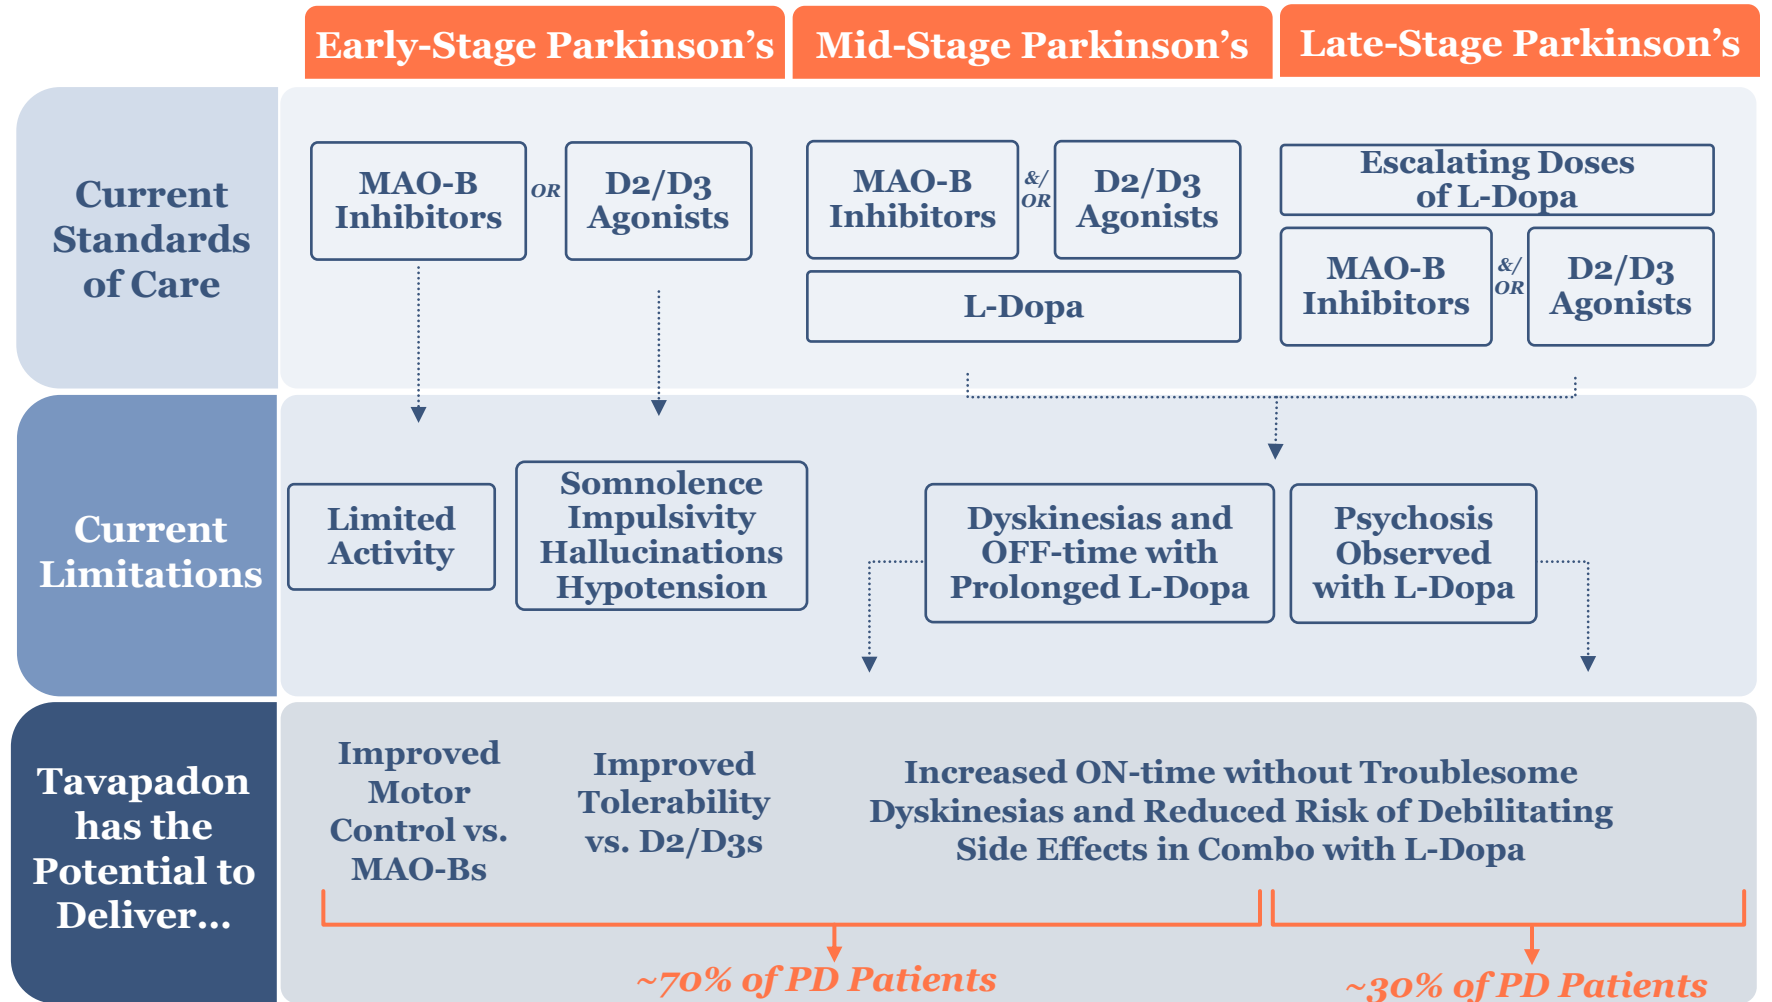 Early-Stage Parkinson's
Mid-Stage Parkinson's
Late-Stage Parkinson's
Current
Standards
of Care
MAO-B
Inhibitors
OR
D2/D3
Agonists
MAO-B
Inhibitors
&/
OR
D2/D3
Agonists
L-Dopa
Escalating Doses
of L-Dopa
MAO-B
Inhibitors
&/
OR
D2/D3
Agonists
Current
Limitations
Limited
Activity
Somnolence
Impulsivity
Hallucinations
Hypotension
Dyskinesias and
OFF-time with
Prolonged L-Dopa
Psychosis
Observed
with L-Dopa
Tavapadon
has the
Potential to
Deliver...
Improved
Motor
Control vs.
MAO-Bs
Improved
Tolerability
vs. D2/D3s
Increased ON-time without Troublesome
Dyskinesias and Reduced Risk of Debilitating
Side Effects in Combo with L-Dopa
~70% of PD Patients
~30% of PD Patients